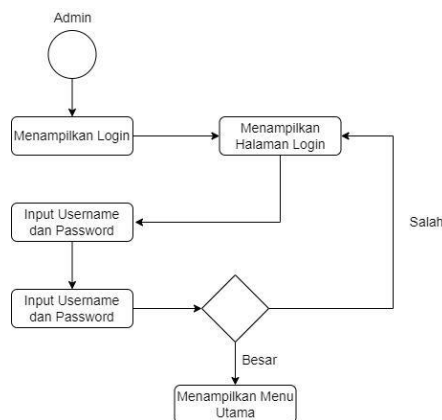 Admin
Menampilkan Login
Menampilkan
Halaman Login
Input Username
dan Password
Salah
Input Username
dan Password
Besar
Menampilkan Menu
Utama